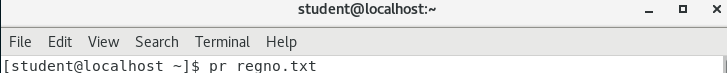 student@localhost:~
File Edit View Search Terminal Help
[student@localhost ~]$ pr regno.txt